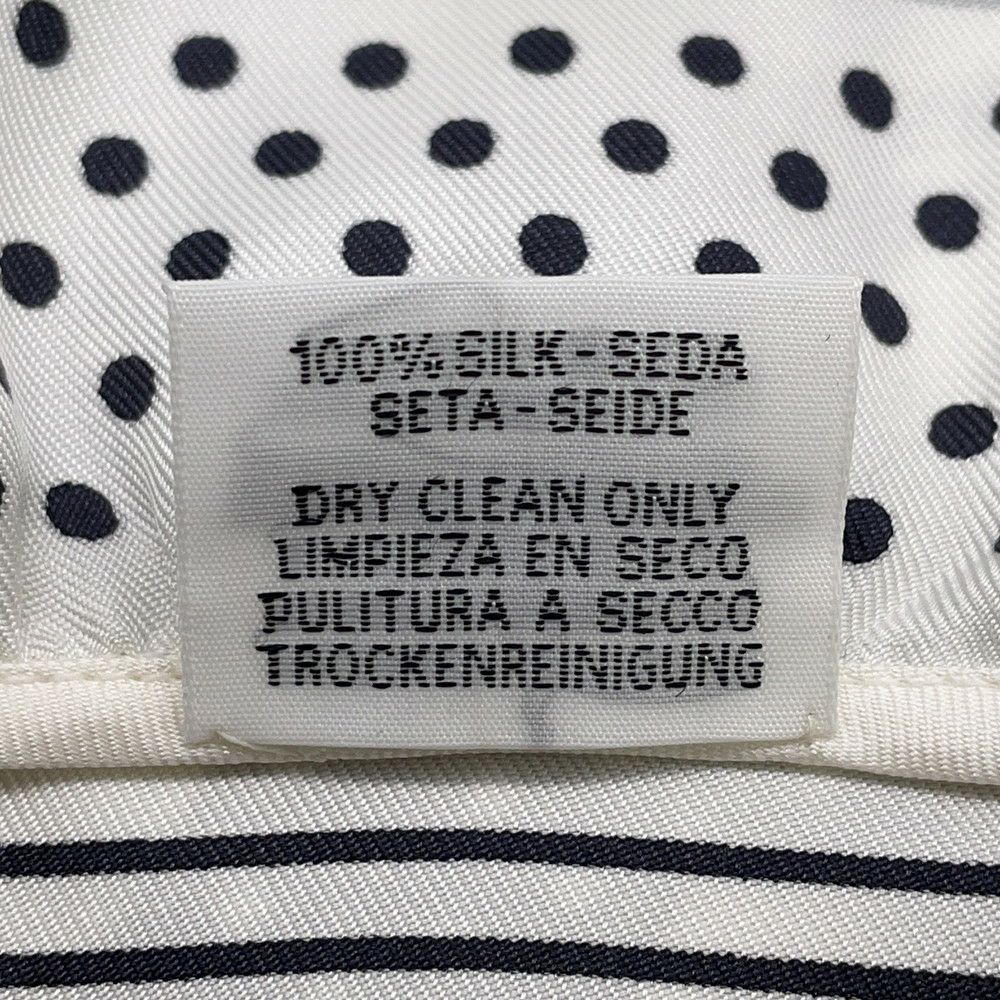 100% SILK - SEDA
SETA - SEIDE
DRY CLEAN ONLY
LIMPIEZA EN SECO
PULITURA A SECCO
TROCKENREINIGUNG